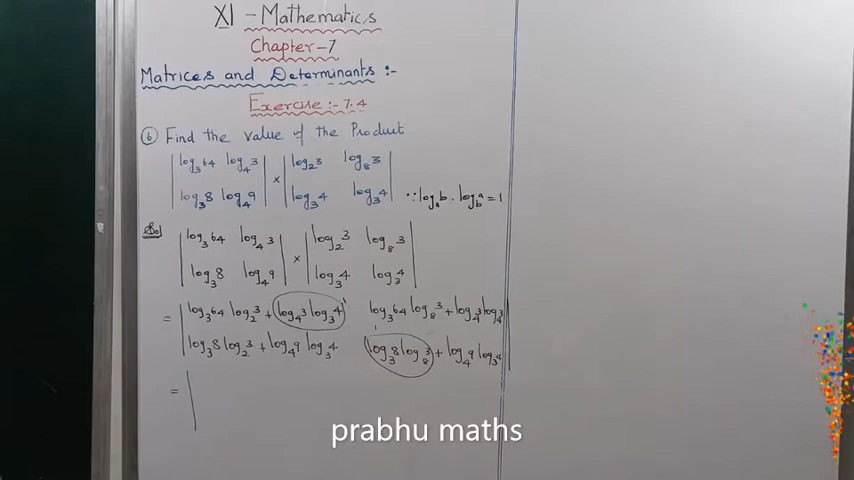 XI - Mathematics
Chapter-7
Matrices and Determinants :-
Exercise :- 7.4
⑥ Find the value of the Product
| log₃64 log₄3 | × | log₂3 log₈3 |
| log₃8 log₄9 | | log₃4 log₃4 | ∵ logₐb · log_b a = 1
Sol | log₃64 log₄3 | × | log₂3 log₈3 |
| log₃8 log₄9 | | log₃4 log₃4 |
= | log₃64 log₂3 + log₄3 log₃4 log₃64 log₈3 + log₄3 log₃4 |
| log₃8 log₂3 + log₄9 log₃4 log₃8 log₈3 + log₄9 log₃4 |
= |
prabhu maths